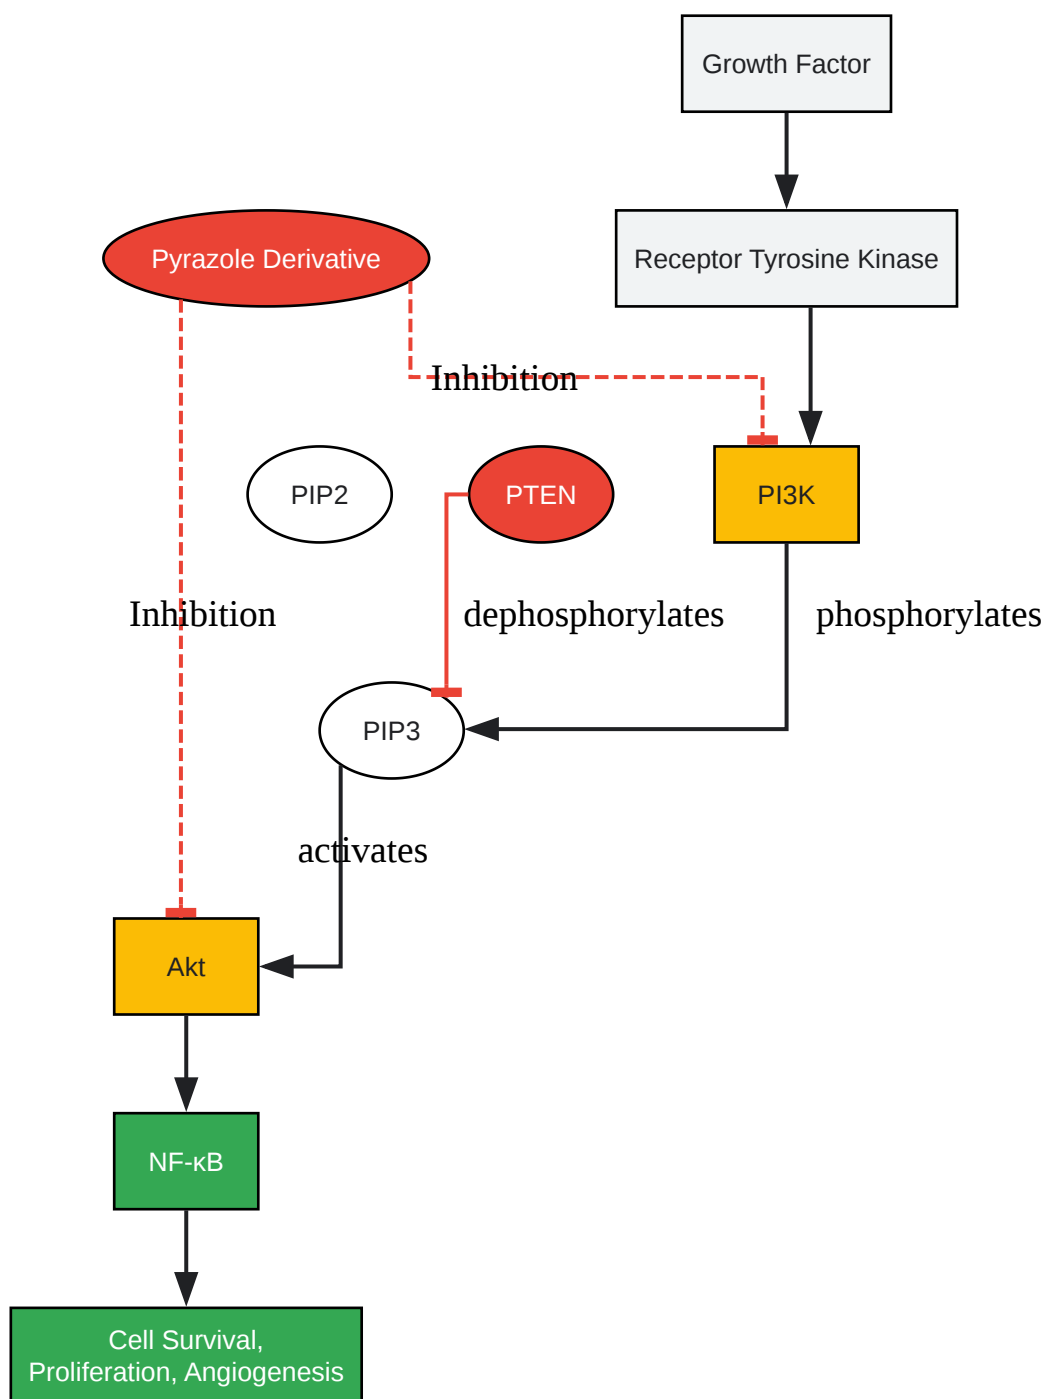 Growth Factor
Pyrazole Derivative
Receptor Tyrosine Kinase
Inhibition
PIP2
PTEN
PI3K
Inhibition
dephosphorylates
phosphorylates
PIP3
activates
Akt
NF-κB
Cell Survival,
Proliferation, Angiogenesis